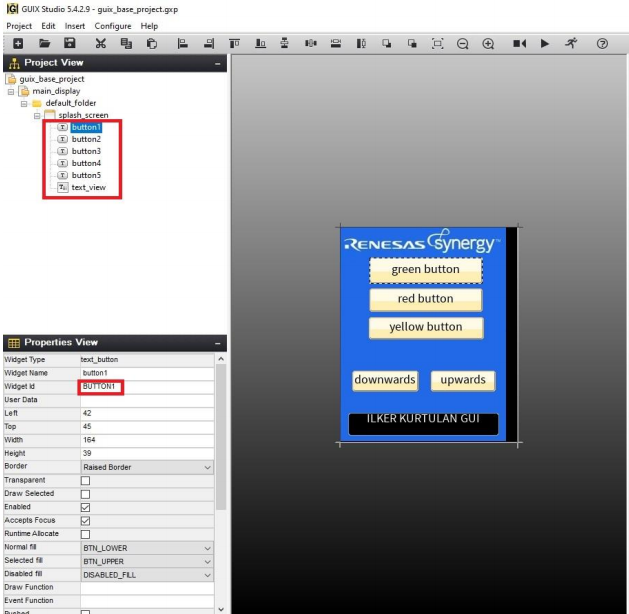 GUIX Studio 5.4.2.9 - guix_base_project.gxp
Project Edit Insert Configure Help
Project View
guix_base_project
main_display
default_folder
splash_screen
button1
button2
button3
button4
button5
text_view
RENESAS Synergy™
green button
red button
yellow button
downwards upwards
ILKER KURTULAN GUI
Properties View
Widget Type text_button
Widget Name button1
Widget Id BUTTON1
User Data
Left 42
Top 45
Width 164
Height 39
Border Raised Border
Transparent
Draw Selected
Enabled
Accepts Focus
Runtime Allocate
Normal fill BTN_LOWER
Selected fill BTN_UPPER
Disabled fill DISABLED_FILL
Draw Function
Event Function
Pushed